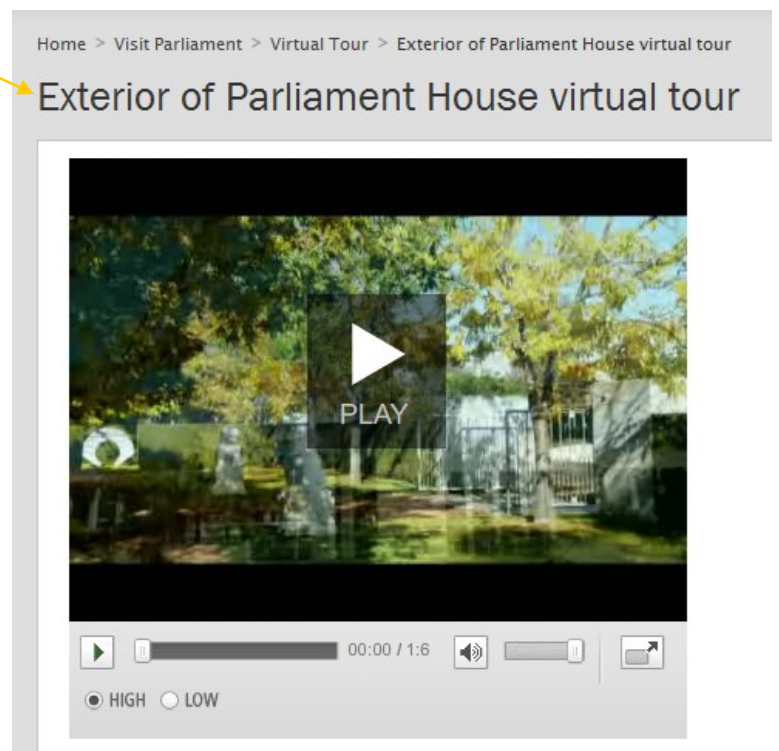 Home > Visit Parliament > Virtual Tour > Exterior of Parliament House virtual tour
Exterior of Parliament House virtual tour
PLAY
00:00 / 1:6
HIGH LOW